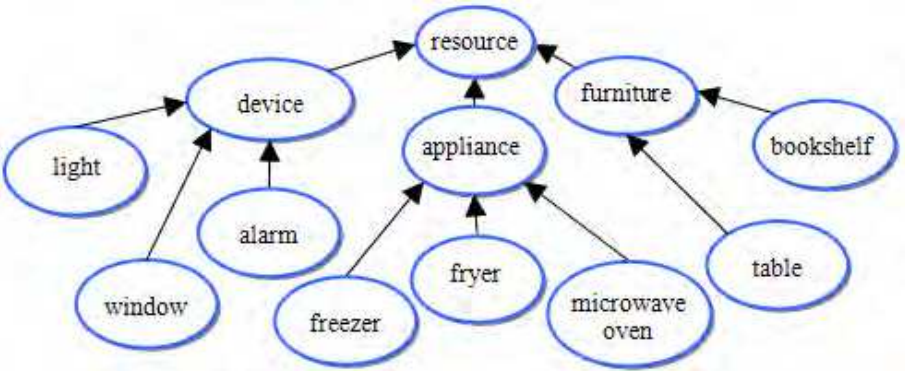 resource
device
furniture
light
appliance
bookshelf
alarm
window
freezer
fryer
microwave
oven
table